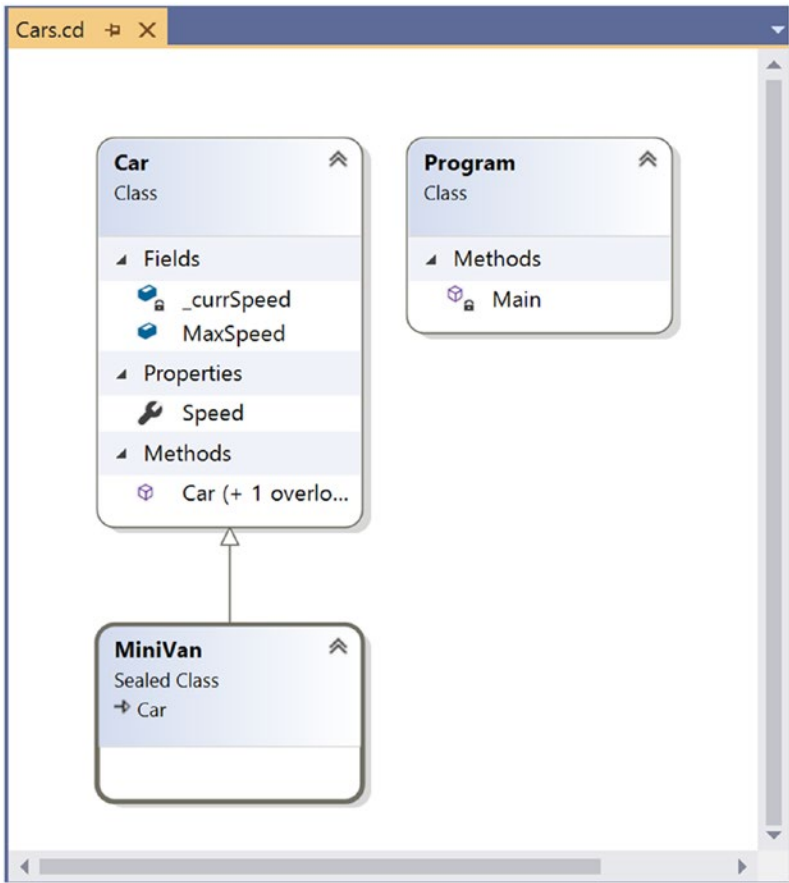 Cars.cd
Car
Class
Fields
_currSpeed
MaxSpeed
Properties
Speed
Methods
Car (+ 1 overlo...
Program
Class
Methods
Main
MiniVan
Sealed Class
Car